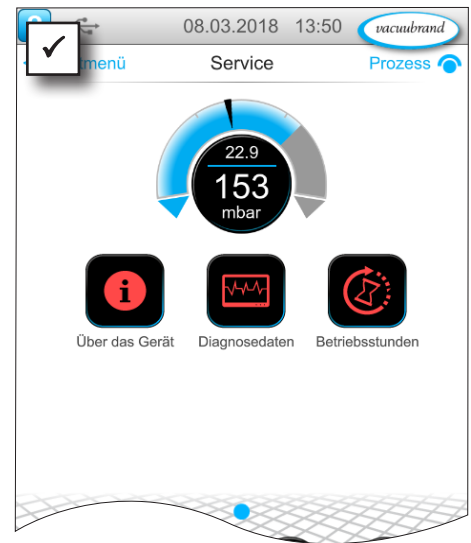 08.03.2018 13:50 vacuubrand
menü Service Prozess
22.9
153
mbar
Über das Gerät Diagnosedaten Betriebsstunden